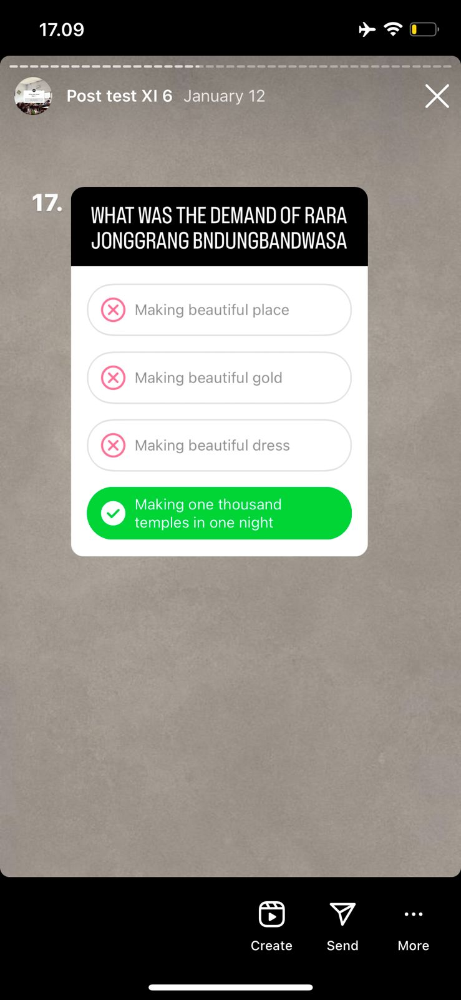 17.09
Post test XI 6 January 12
17.
WHAT WAS THE DEMAND OF RARA
JONGGRANG BNDUNGBANDWASA
Making beautiful place
Making beautiful gold
Making beautiful dress
Making one thousand
temples in one night
Create
Send
More